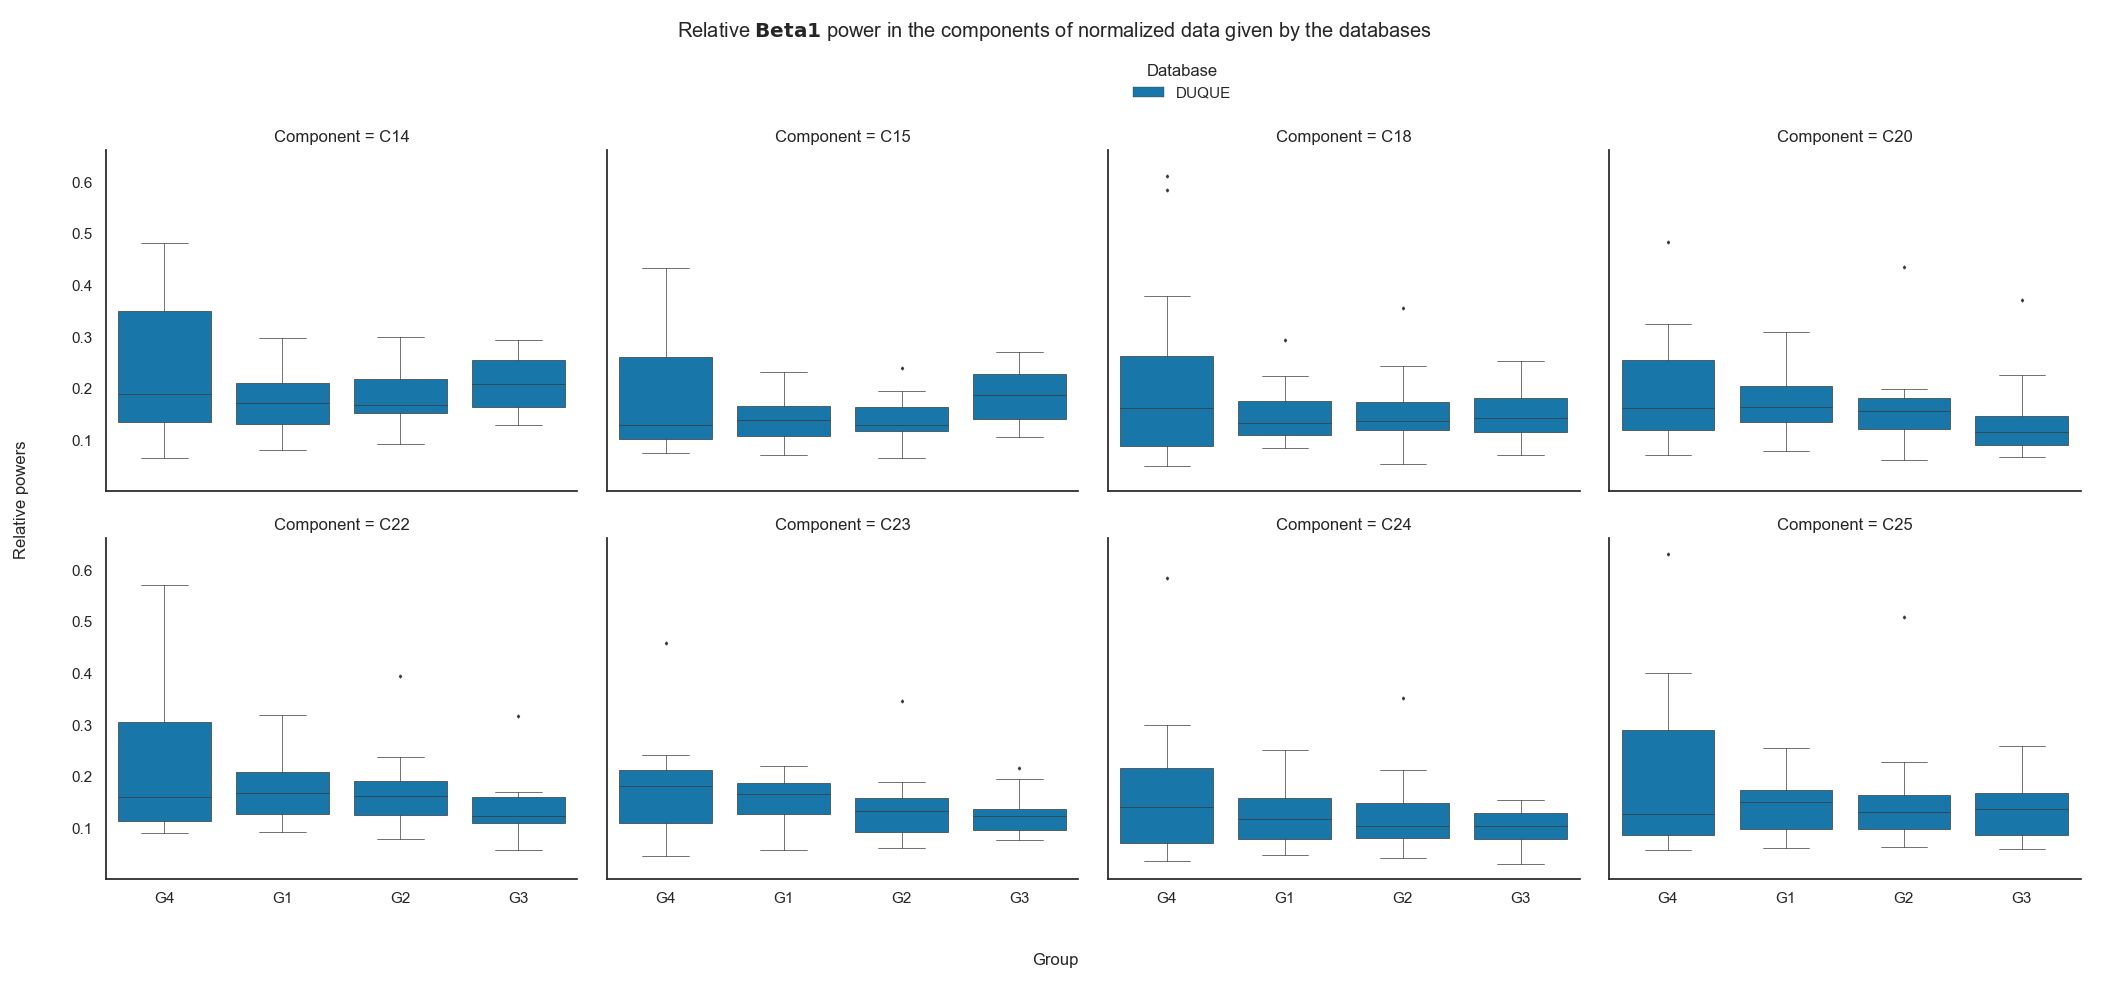 Relative Beta1 power in the components of normalized data given by the databases
Database
DUQUE
Component = C14
Component = C15
Component = C18
Component = C20
0.6
0.5
0.4
0.3
0.2
0.1
Relative powers
Component = C22
Component = C23
Component = C24
Component = C25
0.6
0.5
0.4
0.3
0.2
0.1
G4 G1 G2 G3
G4 G1 G2 G3
G4 G1 G2 G3
G4 G1 G2 G3
Group